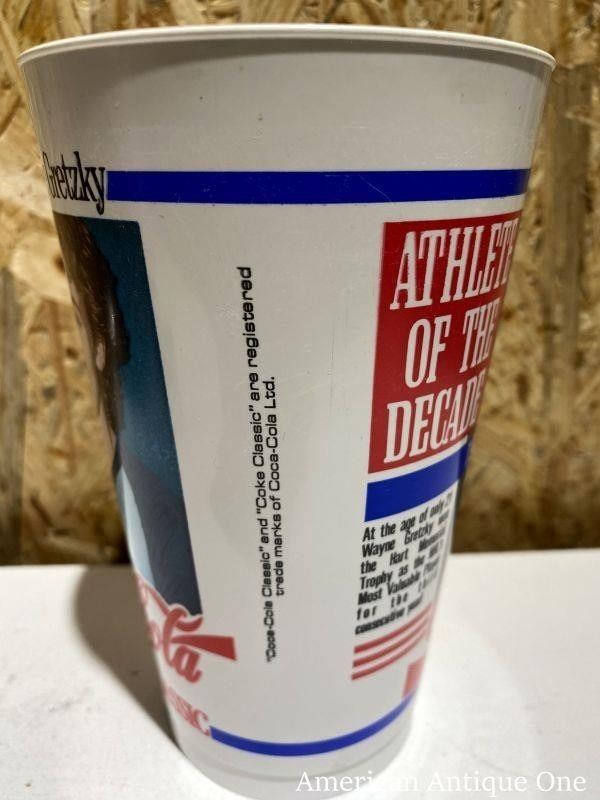 Gretzky
"Coca-Cola Classic" and "Coke Classic" are registered
trade marks of Coca-Cola Ltd.
ATHLETE
OF THE
DECADE
At the age of only
Wayne Gretzky
the Hart
Trophy as the
Most Valuable
for the
consecutive year
American Antique One